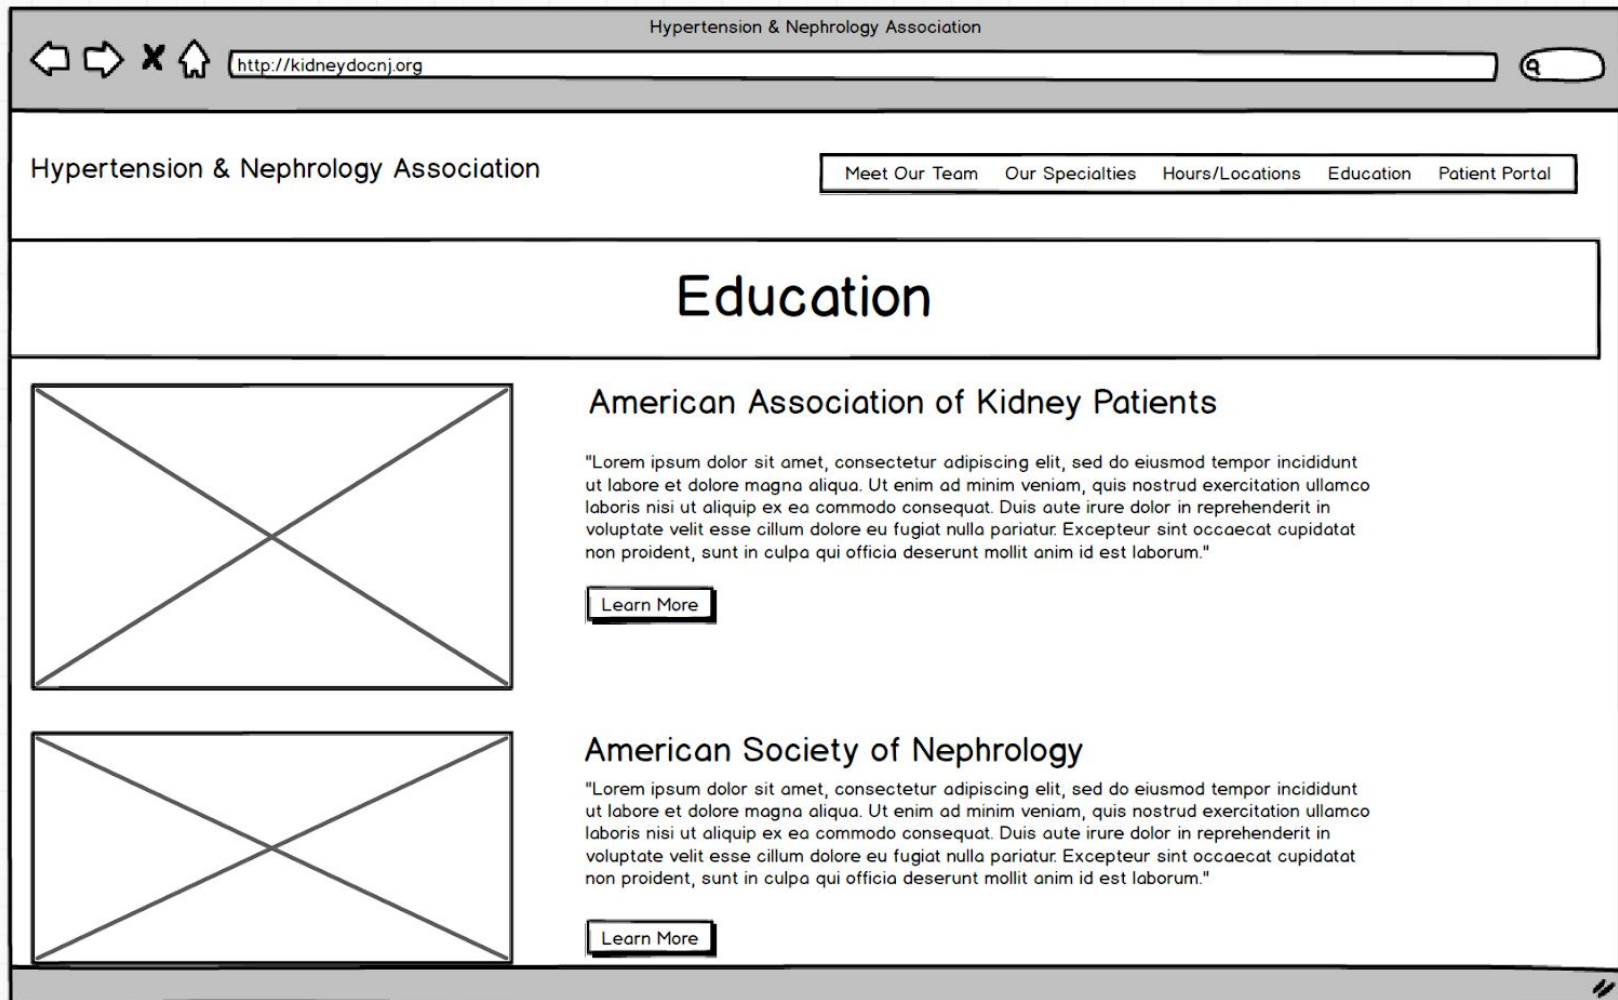 Hypertension & Nephrology Association
http://kidneydocnj.org
Hypertension & Nephrology Association
Meet Our Team Our Specialties Hours/Locations Education Patient Portal
Education
American Association of Kidney Patients
"Lorem ipsum dolor sit amet, consectetur adipiscing elit, sed do eiusmod tempor incididunt
ut labore et dolore magna aliqua. Ut enim ad minim veniam, quis nostrud exercitation ullamco
laboris nisi ut aliquip ex ea commodo consequat. Duis aute irure dolor in reprehenderit in
voluptate velit esse cillum dolore eu fugiat nulla pariatur. Excepteur sint occaecat cupidatat
non proident, sunt in culpa qui officia deserunt mollit anim id est laborum."
Learn More
American Society of Nephrology
"Lorem ipsum dolor sit amet, consectetur adipiscing elit, sed do eiusmod tempor incididunt
ut labore et dolore magna aliqua. Ut enim ad minim veniam, quis nostrud exercitation ullamco
laboris nisi ut aliquip ex ea commodo consequat. Duis aute irure dolor in reprehenderit in
voluptate velit esse cillum dolore eu fugiat nulla pariatur. Excepteur sint occaecat cupidatat
non proident, sunt in culpa qui officia deserunt mollit anim id est laborum."
Learn More